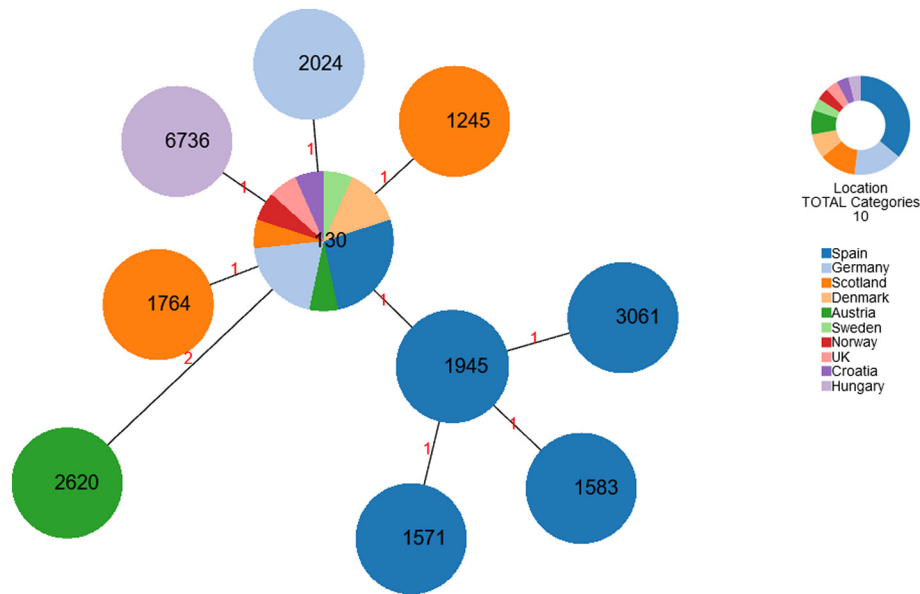 2024
1245
6736
1
1
1
1
130
1764
1
2
1
1945
1
3061
1
1
2620
1571
1583
Location
TOTAL Categories
10
Spain
Germany
Scotland
Denmark
Austria
Sweden
Norway
UK
Croatia
Hungary